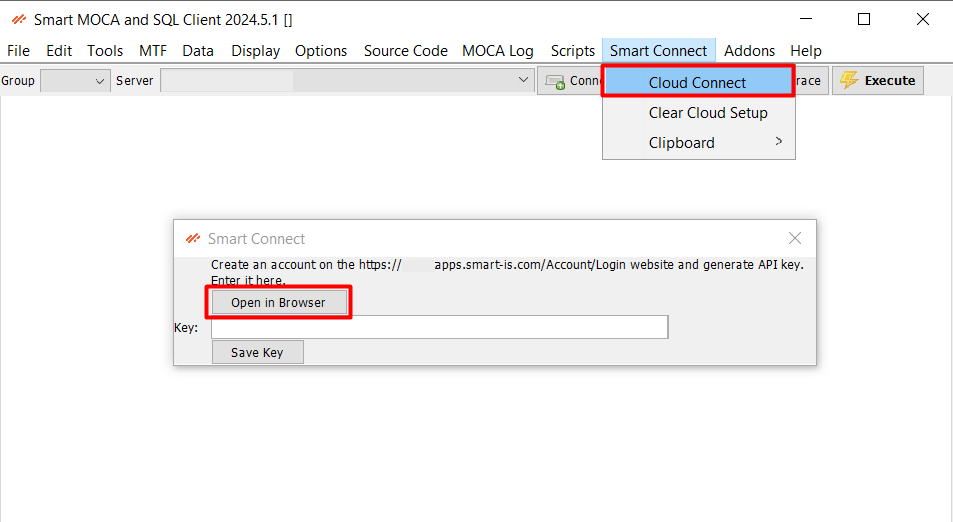 Smart MOCA and SQL Client 2024.5.1 []
File Edit Tools MTF Data Display Options Source Code MOCA Log Scripts Smart Connect Addons Help
Group Server Execute
Cloud Connect
Clear Cloud Setup
Clipboard >
Smart Connect
Create an account on the https:// apps.smart-is.com/Account/Login website and generate API key.
Enter it here.
Open in Browser
Key:
Save Key